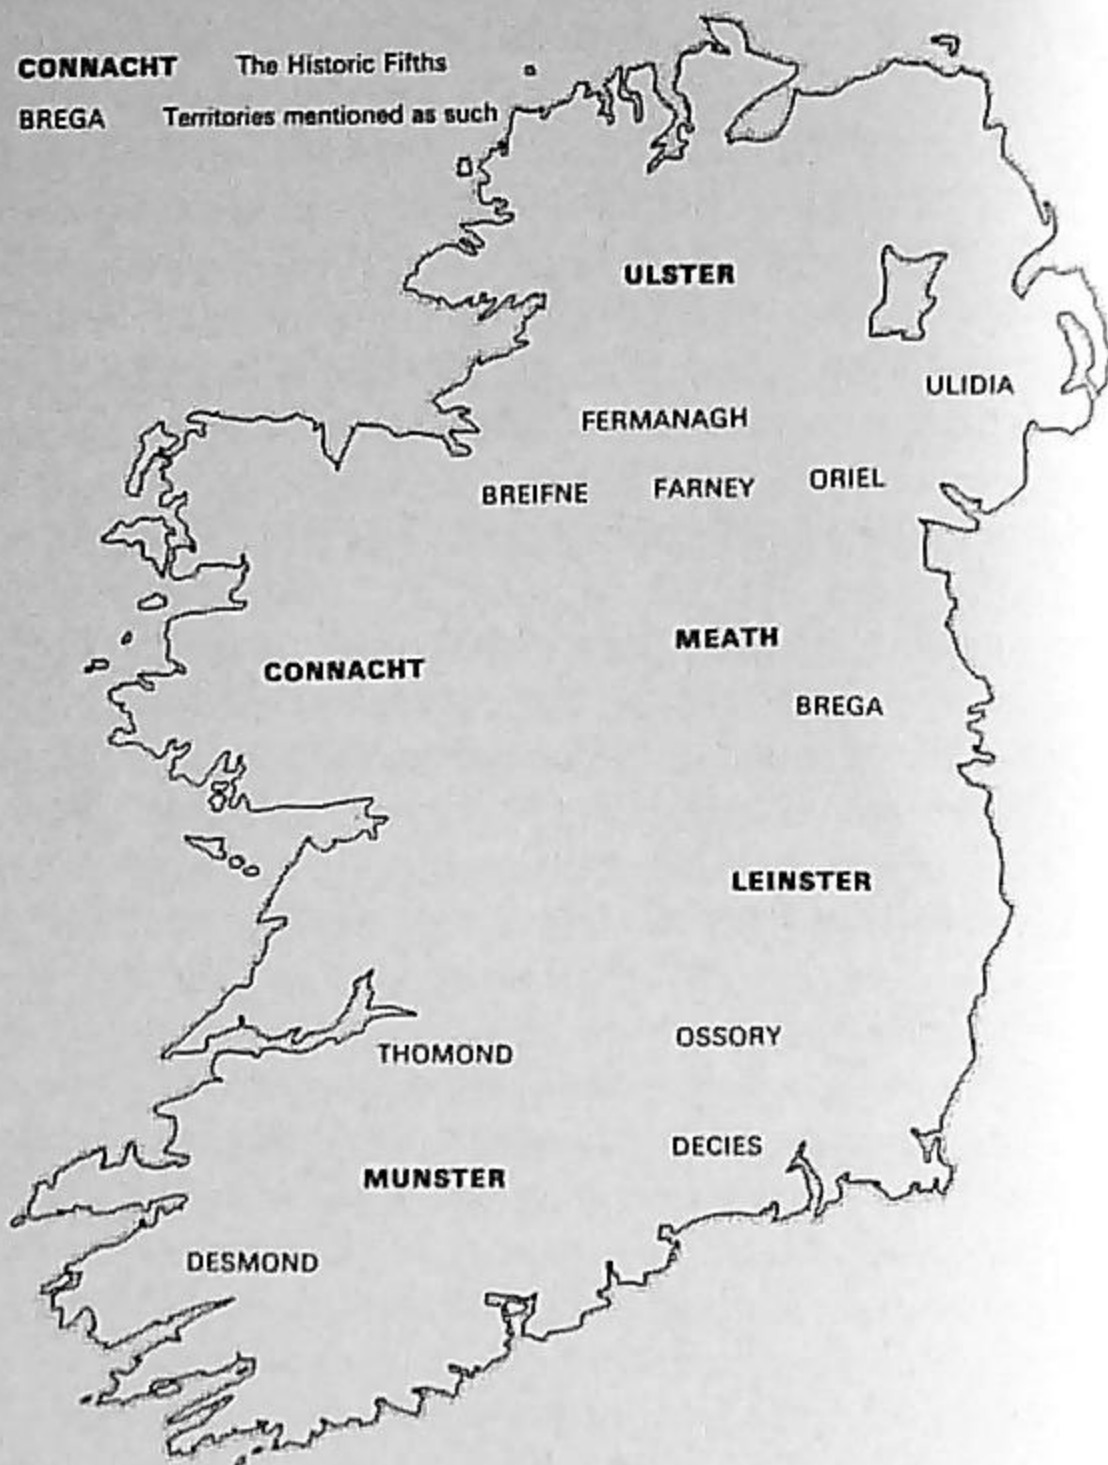 CONNACHT The Historic Fifths
BREGA Territories mentioned as such
ULSTER
ULIDIA
FERMANAGH
BREIFNE FARNEY ORIEL
MEATH
CONNACHT
BREGA
LEINSTER
OSSORY
THOMOND
DECIES
MUNSTER
DESMOND